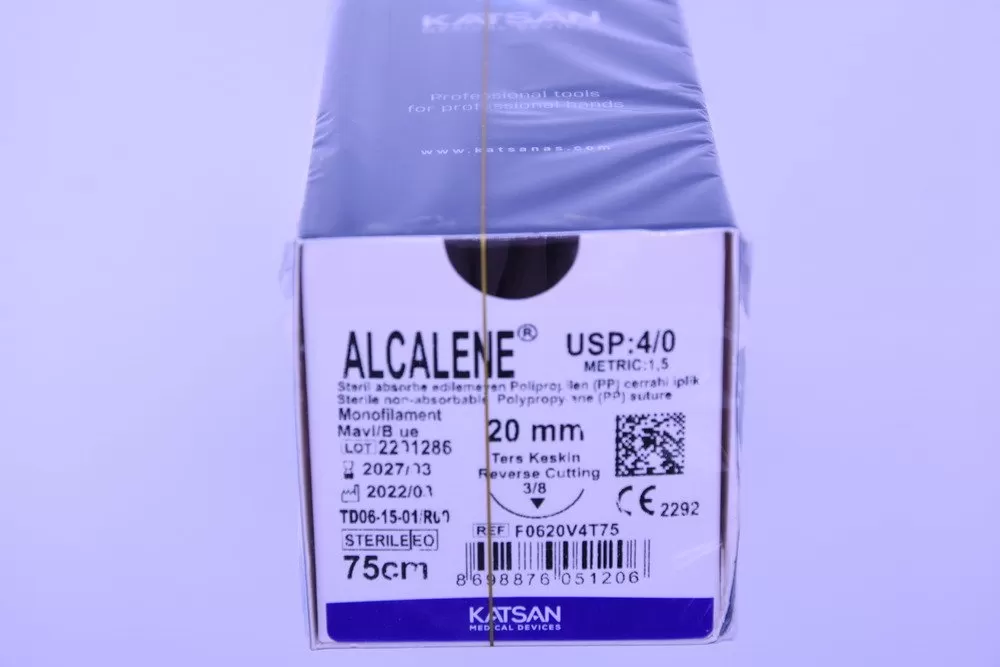 KATSAN
MEDICAL DEVICES
Professional tools
for professional hands
www.katsanas.com
ALCALENE®
USP:4/0
METRIC:1,5
Steril absorbe edilemeyen Polipropilen (PP) cerrahi iplik
Sterile non-absorbable Polypropylene (PP) suture
Monofilament
Mavi/Blue
20 mm
LOT 2201286
Ters Keskin
2027/03
Reverse Cutting
3/8
2022/03
CE 2292
TD06-15-01/R00
REF F0620V4T75
STERILE EO
75cm
8698876051206
KATSAN
MEDICAL DEVICES